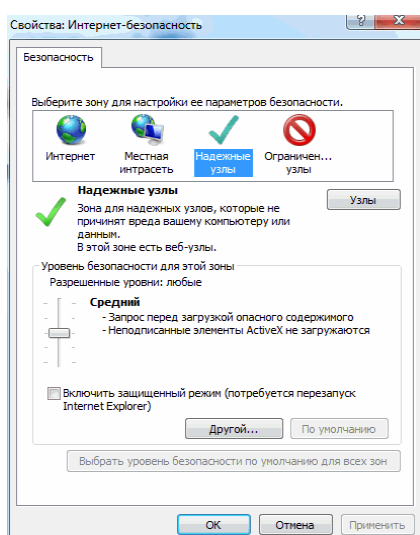 Свойства: Интернет-безопасность
Безопасность
Выберите зону для настройки ее параметров безопасности.
Интернет
Местная интрасеть
Надежные узлы
Ограничен... узлы
Надежные узлы
Узлы
Зона для надежных узлов, которые не
причинят вреда вашему компьютеру или
данным.
В этой зоне есть веб-узлы.
Уровень безопасности для этой зоны
Разрешенные уровни: любые
Средний
- Запрос перед загрузкой опасного содержимого
- Неподписанные элементы ActiveX не загружаются
Включить защищенный режим (потребуется перезапуск
Internet Explorer)
Другой...
По умолчанию
Выбрать уровень безопасности по умолчанию для всех зон
ОК
Отмена
Применить